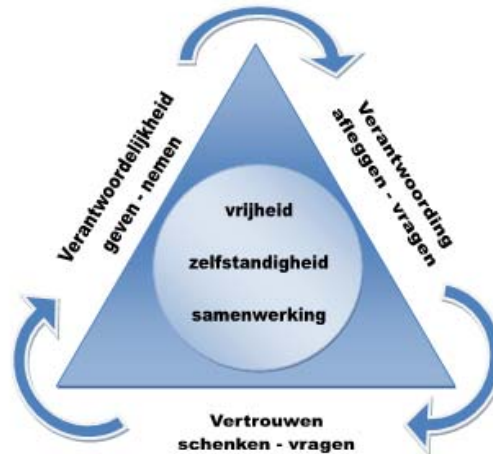 Verantwoordelijkheid
geven - nemen
Verantwoording
afleggen - vragen
vrijheid
zelfstandigheid
samenwerking
Vertrouwen
schenken - vragen